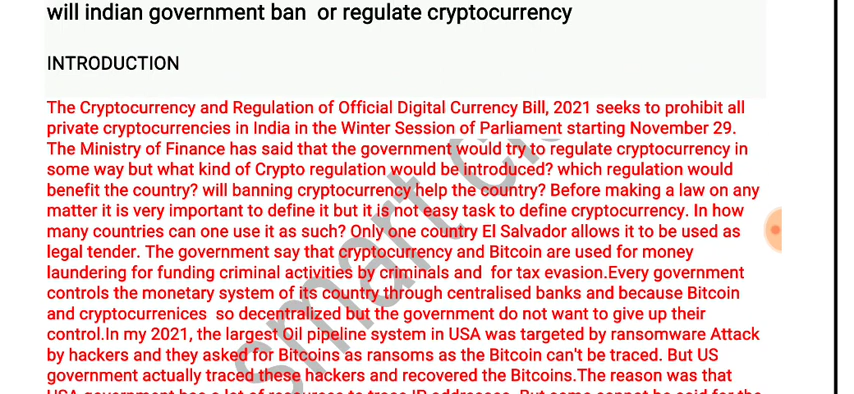 will indian government ban or regulate cryptocurrency
INTRODUCTION
The Cryptocurrency and Regulation of Official Digital Currency Bill, 2021 seeks to prohibit all
private cryptocurrencies in India in the Winter Session of Parliament starting November 29.
The Ministry of Finance has said that the government would try to regulate cryptocurrency in
some way but what kind of Crypto regulation would be introduced? which regulation would
benefit the country? will banning cryptocurrency help the country? Before making a law on any
matter it is very important to define it but it is not easy task to define cryptocurrency. In how
many countries can one use it as such? Only one country El Salvador allows it to be used as
legal tender. The government say that cryptocurrency and Bitcoin are used for money
laundering for funding criminal activities by criminals and for tax evasion.Every government
controls the monetary system of its country through centralised banks and because Bitcoin
and cryptocurrenices so decentralized but the government do not want to give up their
control.In my 2021, the largest Oil pipeline system in USA was targeted by ransomware Attack
by hackers and they asked for Bitcoins as ransoms as the Bitcoin can't be traced. But US
government actually traced these hackers and recovered the Bitcoins.The reason was that